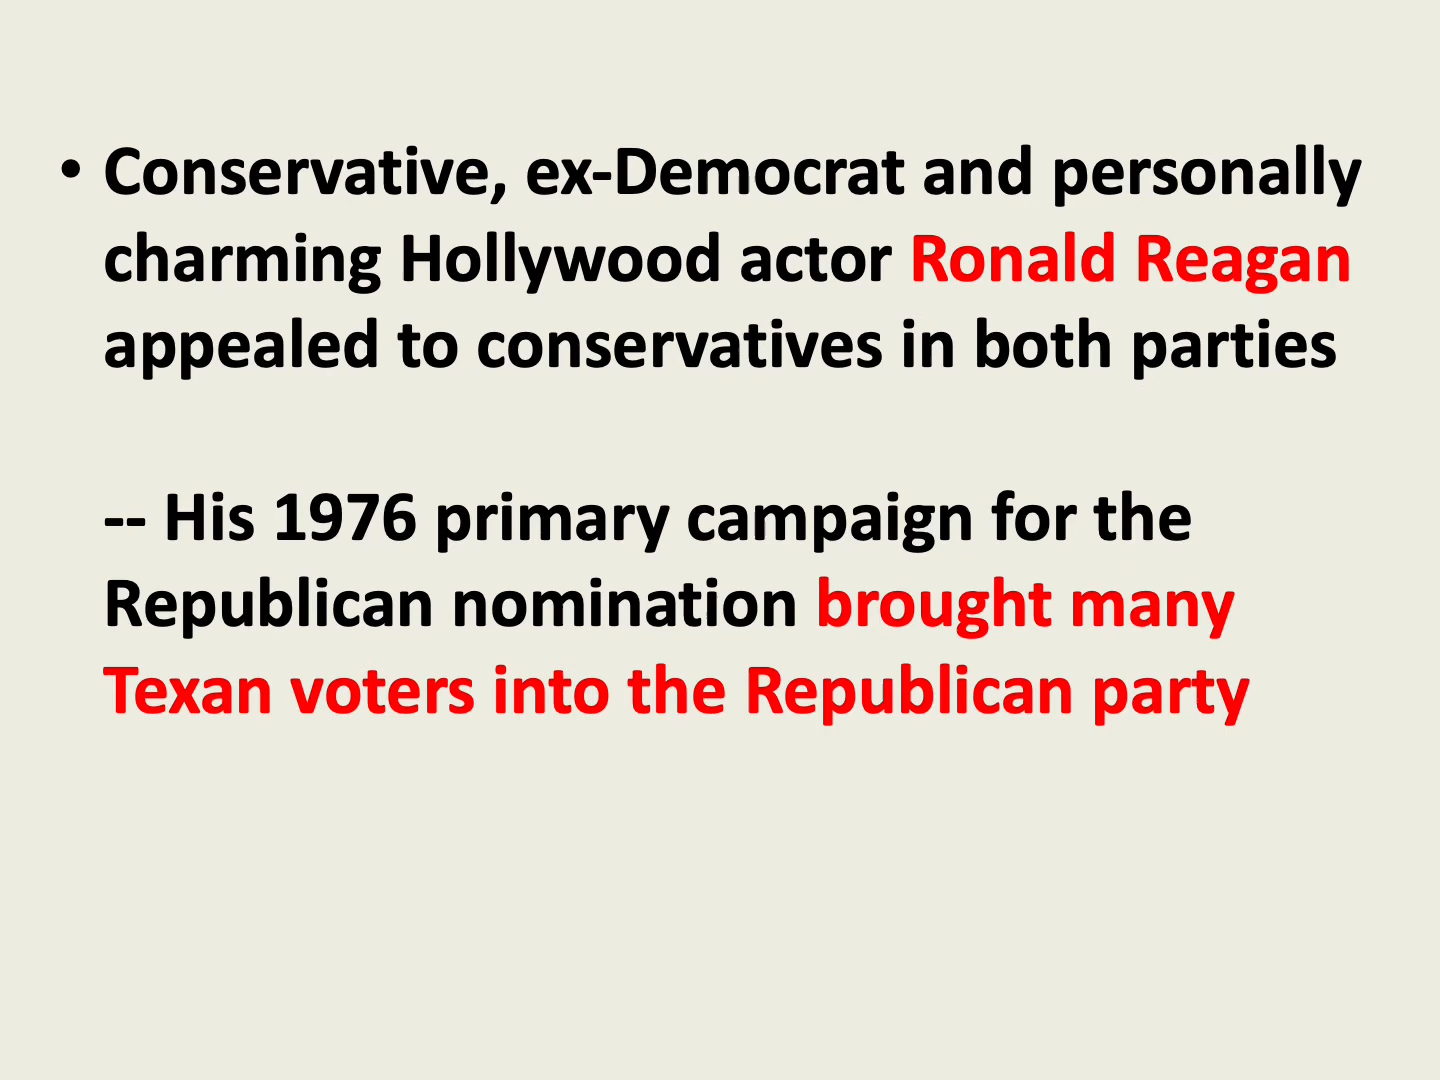 • Conservative, ex-Democrat and personally
charming Hollywood actor Ronald Reagan
appealed to conservatives in both parties
-- His 1976 primary campaign for the
Republican nomination brought many
Texan voters into the Republican party